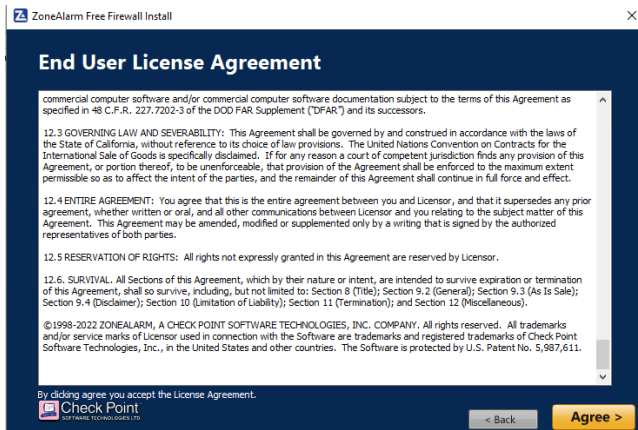 ZoneAlarm Free Firewall Install
End User License Agreement
commercial computer software and/or commercial computer software documentation subject to the terms of this Agreement as
specified in 48 C.F.R. 227.7202-3 of the DOD FAR Supplement ("DFAR") and its successors.
12.3 GOVERNING LAW AND SEVERABILITY: This Agreement shall be governed by and construed in accordance with the laws of
the State of California, without reference to its choice of law provisions. The United Nations Convention on Contracts for the
International Sale of Goods is specifically disclaimed. If for any reason a court of competent jurisdiction finds any provision of this
Agreement, or portion thereof, to be unenforceable, that provision of the Agreement shall be enforced to the maximum extent
permissible so as to affect the intent of the parties, and the remainder of this Agreement shall continue in full force and effect.
12.4 ENTIRE AGREEMENT: You agree that this is the entire agreement between you and Licensor, and that it supersedes any prior
agreement, whether written or oral, and all other communications between Licensor and you relating to the subject matter of this
Agreement. This Agreement may be amended, modified or supplemented only by a writing that is signed by the authorized
representatives of both parties.
12.5 RESERVATION OF RIGHTS: All rights not expressly granted in this Agreement are reserved by Licensor.
12.6. SURVIVAL. All Sections of this Agreement, which by their nature or intent, are intended to survive expiration or termination
of this Agreement, shall so survive, including, but not limited to: Section 8 (Title); Section 9.2 (General); Section 9.3 (As Is Sale);
Section 9.4 (Disclaimer); Section 10 (Limitation of Liability); Section 11 (Termination); and Section 12 (Miscellaneous).
©1998-2022 ZONEALARM, A CHECK POINT SOFTWARE TECHNOLOGIES, INC. COMPANY. All rights reserved. All trademarks
and/or service marks of Licensor used in connection with the Software are trademarks and registered trademarks of Check Point
Software Technologies, Inc., in the United States and other countries. The Software is protected by U.S. Patent No. 5,987,611.
By clicking agree you accept the License Agreement.
Check Point
SOFTWARE TECHNOLOGIES LTD.
< Back
Agree >